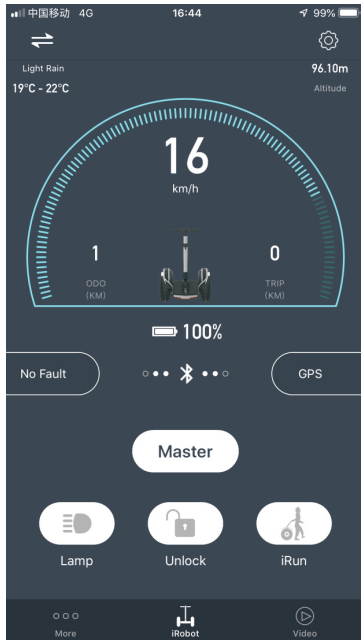 中国移动 4G 16:44 99%
Light Rain 96.10m
19°C - 22°C Altitude
16
km/h
1 0
ODO TRIP
(KM) (KM)
100%
No Fault GPS
Master
Lamp Unlock iRun
More iRobot Video